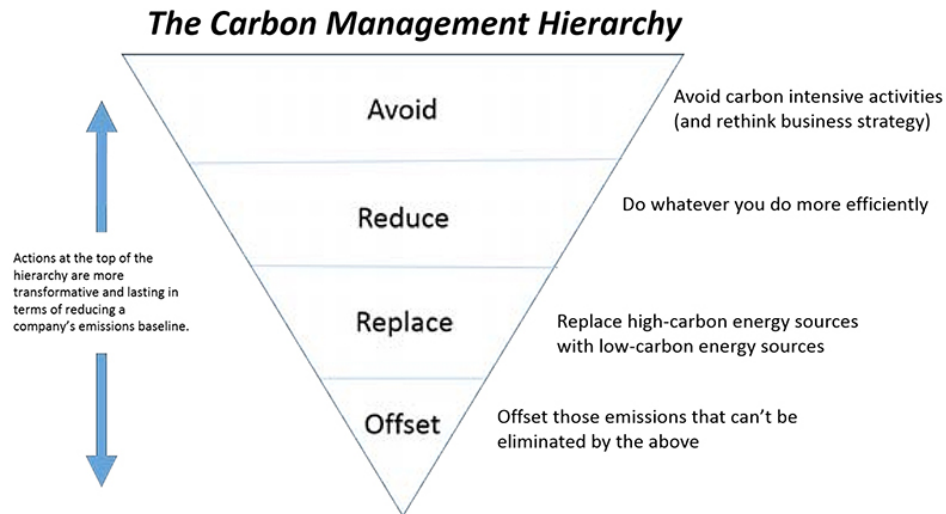 The Carbon Management Hierarchy
Avoid
Avoid carbon intensive activities
(and rethink business strategy)
Reduce
Do whatever you do more efficiently
Actions at the top of the
hierarchy are more
transformative and lasting in
terms of reducing a
company's emissions baseline.
Replace
Replace high-carbon energy sources
with low-carbon energy sources
Offset
Offset those emissions that can't be
eliminated by the above